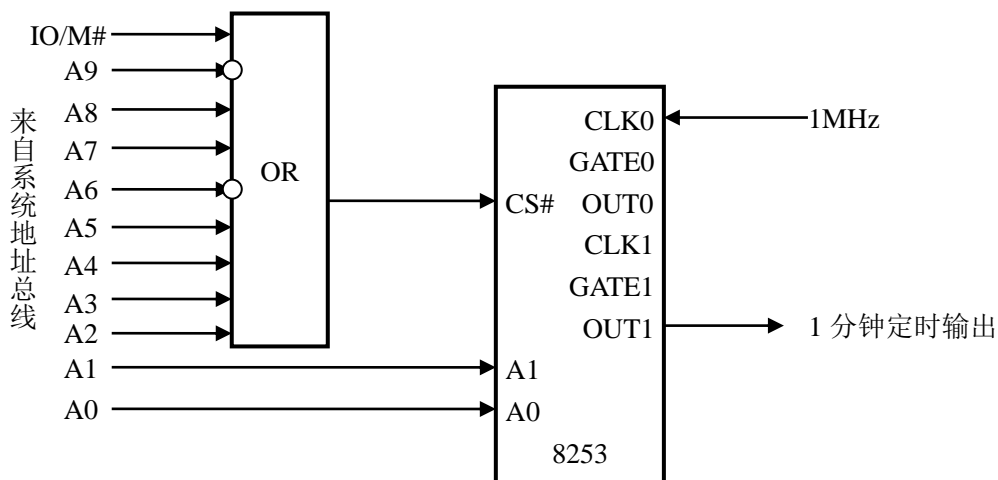 IO/M#
A9
A8
A7
A6
A5
A4
A3
A2
A1
A0
来自系统地址总线
OR
CS#
A1
A0
CLK0
GATE0
OUT0
CLK1
GATE1
OUT1
8253
1MHz
1 分钟定时输出